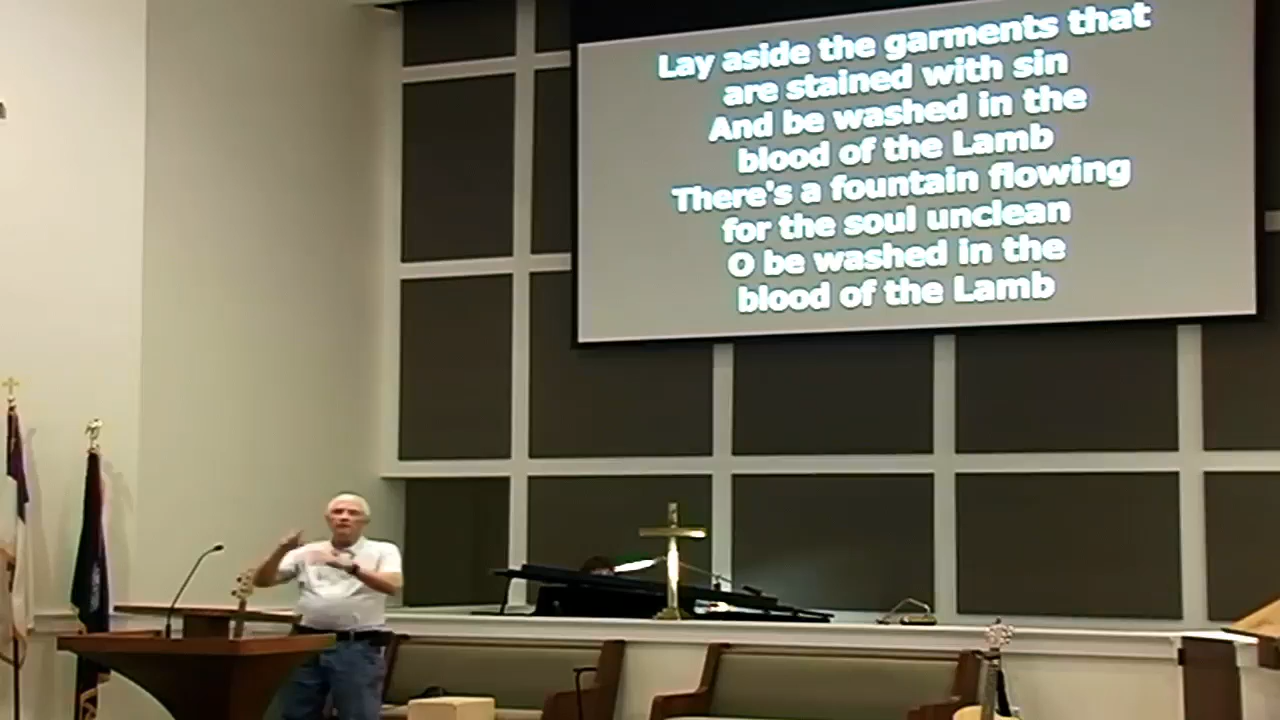 Lay aside the garments that
are stained with sin
And be washed in the
blood of the Lamb
There's a fountain flowing
for the soul unclean
O be washed in the
blood of the Lamb